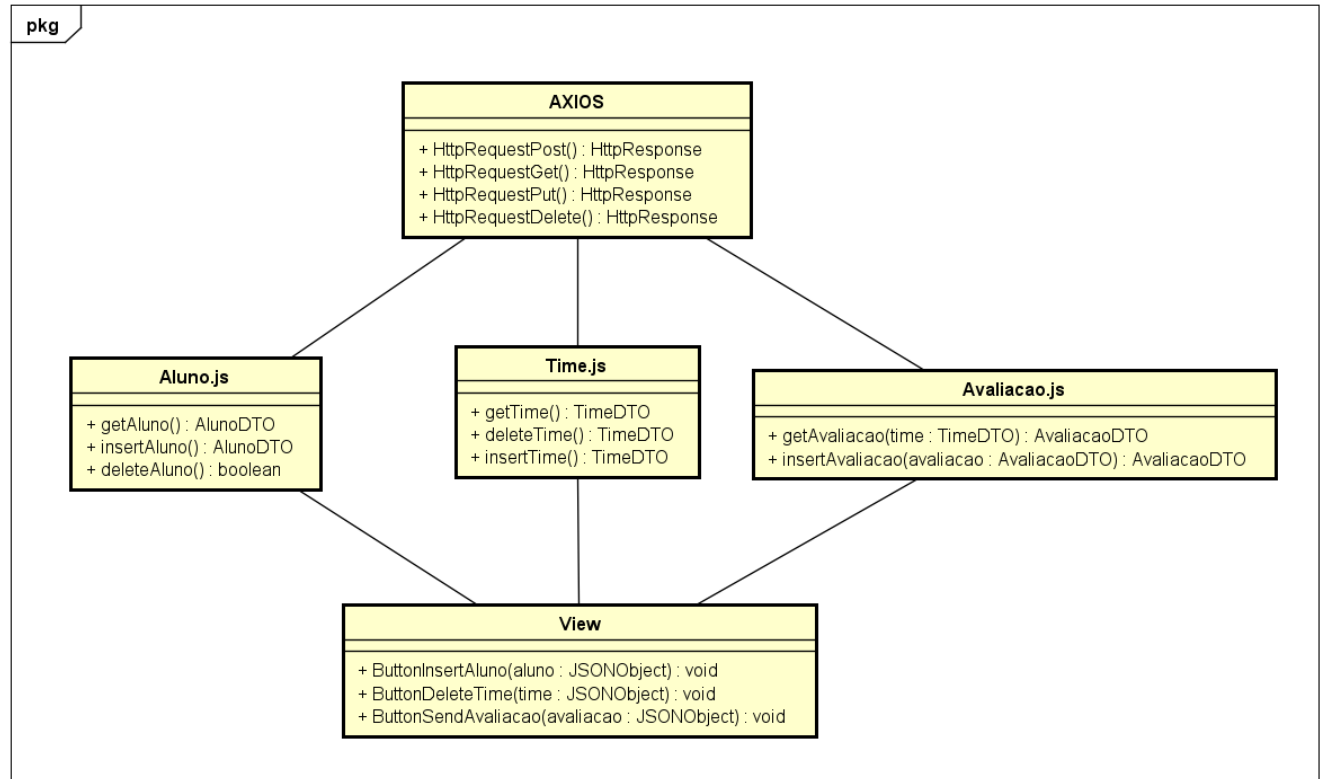 pkg
AXIOS
+ HttpRequestPost() : HttpResponse
+ HttpRequestGet() : HttpResponse
+ HttpRequestPut() : HttpResponse
+ HttpRequestDelete() : HttpResponse
Aluno.js
+ getAluno() : AlunoDTO
+ insertAluno() : AlunoDTO
+ deleteAluno() : boolean
Time.js
+ getTime() : TimeDTO
+ deleteTime() : TimeDTO
+ insertTime() : TimeDTO
Avaliacao.js
+ getAvaliacao(time : TimeDTO) : AvaliacaoDTO
+ insertAvaliacao(avaliacao : AvaliacaoDTO) : AvaliacaoDTO
View
+ ButtonInsertAluno(aluno : JSONObject) : void
+ ButtonDeleteTime(time : JSONObject) : void
+ ButtonSendAvaliacao(avaliacao : JSONObject) : void